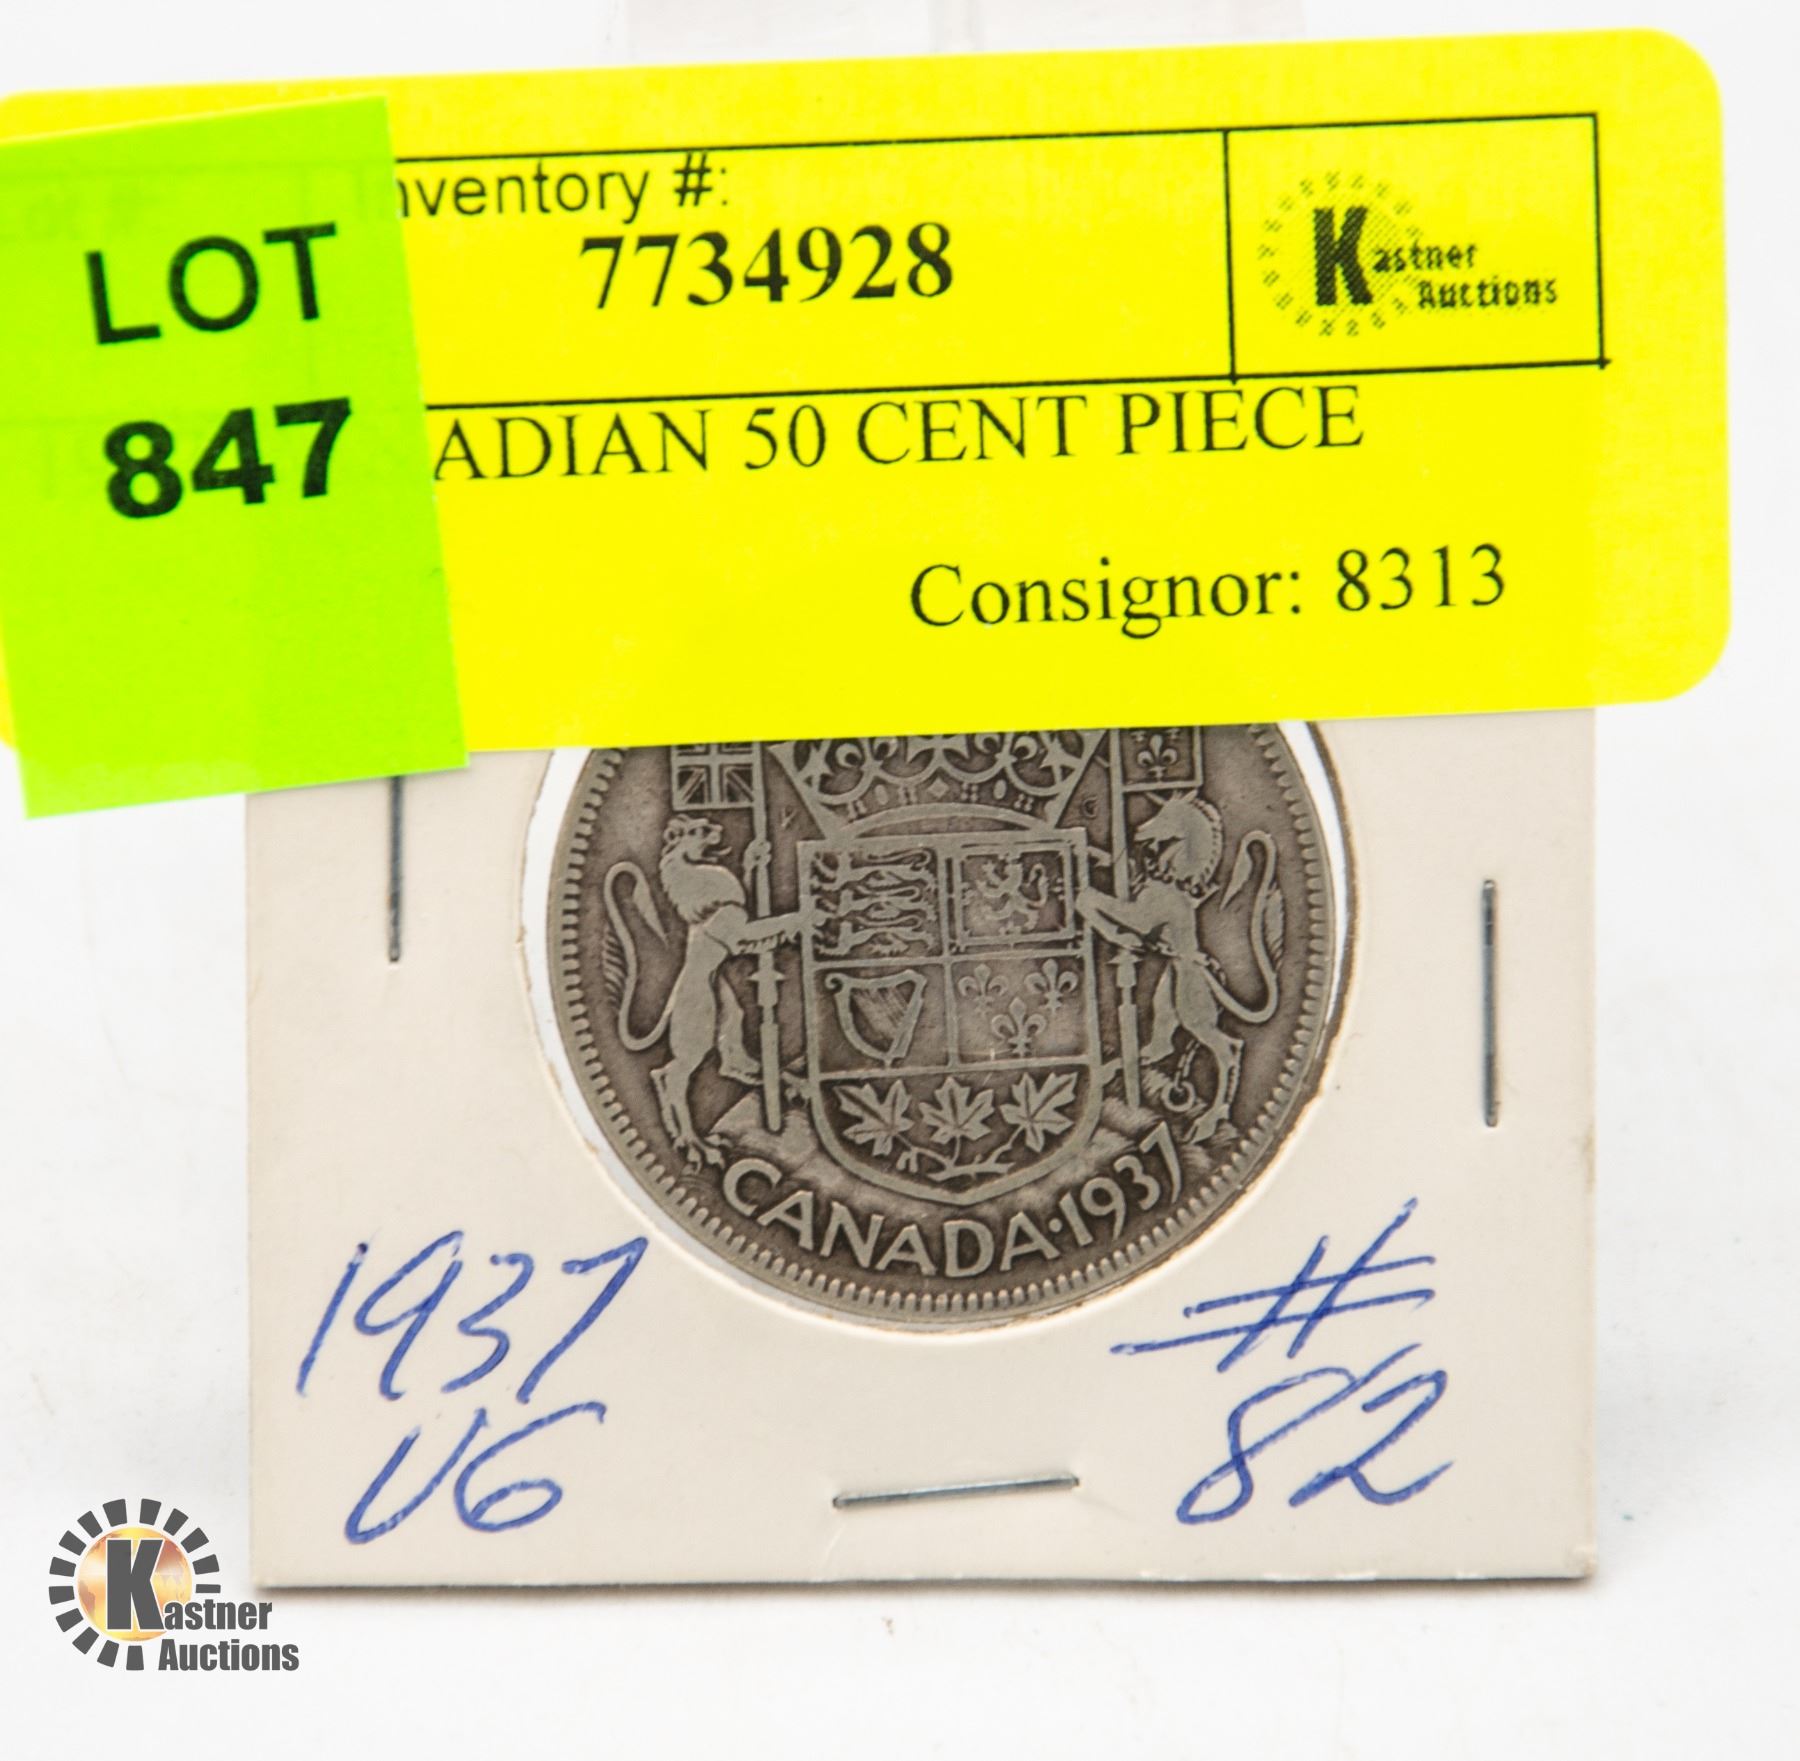 LOT
847
nventory #:
7734928
Kastner
Auctions
ADIAN 50 CENT PIECE
Consignor: 8313
CANADA·1937
1937
VG
#
82
Kastner
Auctions